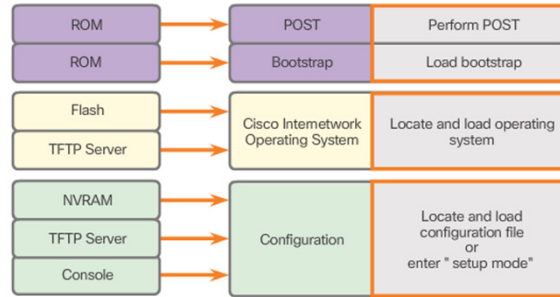 ROM
POST
Perform POST
ROM
Bootstrap
Load bootstrap
Flash
TFTP Server
Cisco Internetwork
Operating System
Locate and load operating
system
NVRAM
TFTP Server
Console
Configuration
Locate and load
configuration file
or
enter " setup mode"